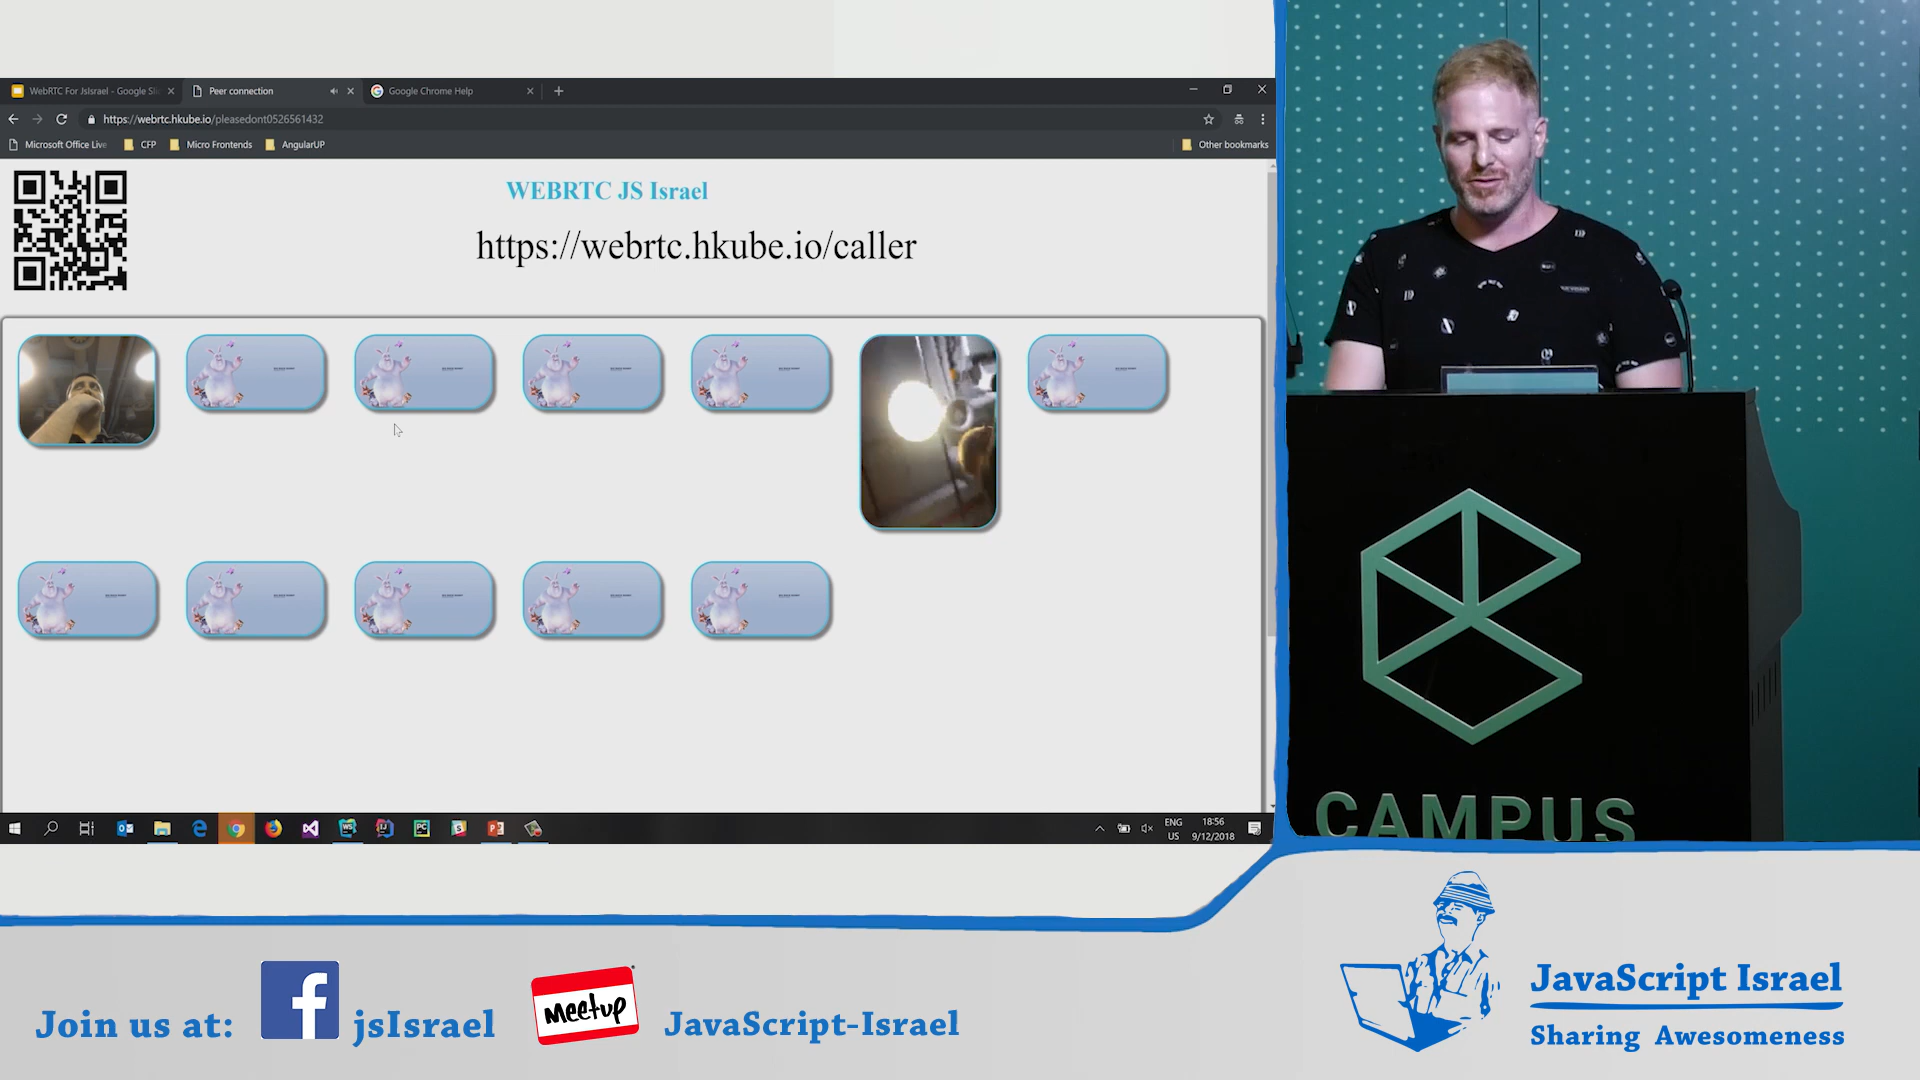 WebRTC For JsIsrael - Google Sli
Peer connection
Google Chrome Help
https://webrtc.hkube.io/pleasedont0526561432
Microsoft Office Live
CFP
Micro Frontends
AngularUP
Other bookmarks
WEBRTC JS Israel
https://webrtc.hkube.io/caller
ENG
US
18:56
9/12/2018
CAMPUS
Join us at:
f
jsIsrael
Meetup
JavaScript-Israel
JavaScript Israel
Sharing Awesomeness